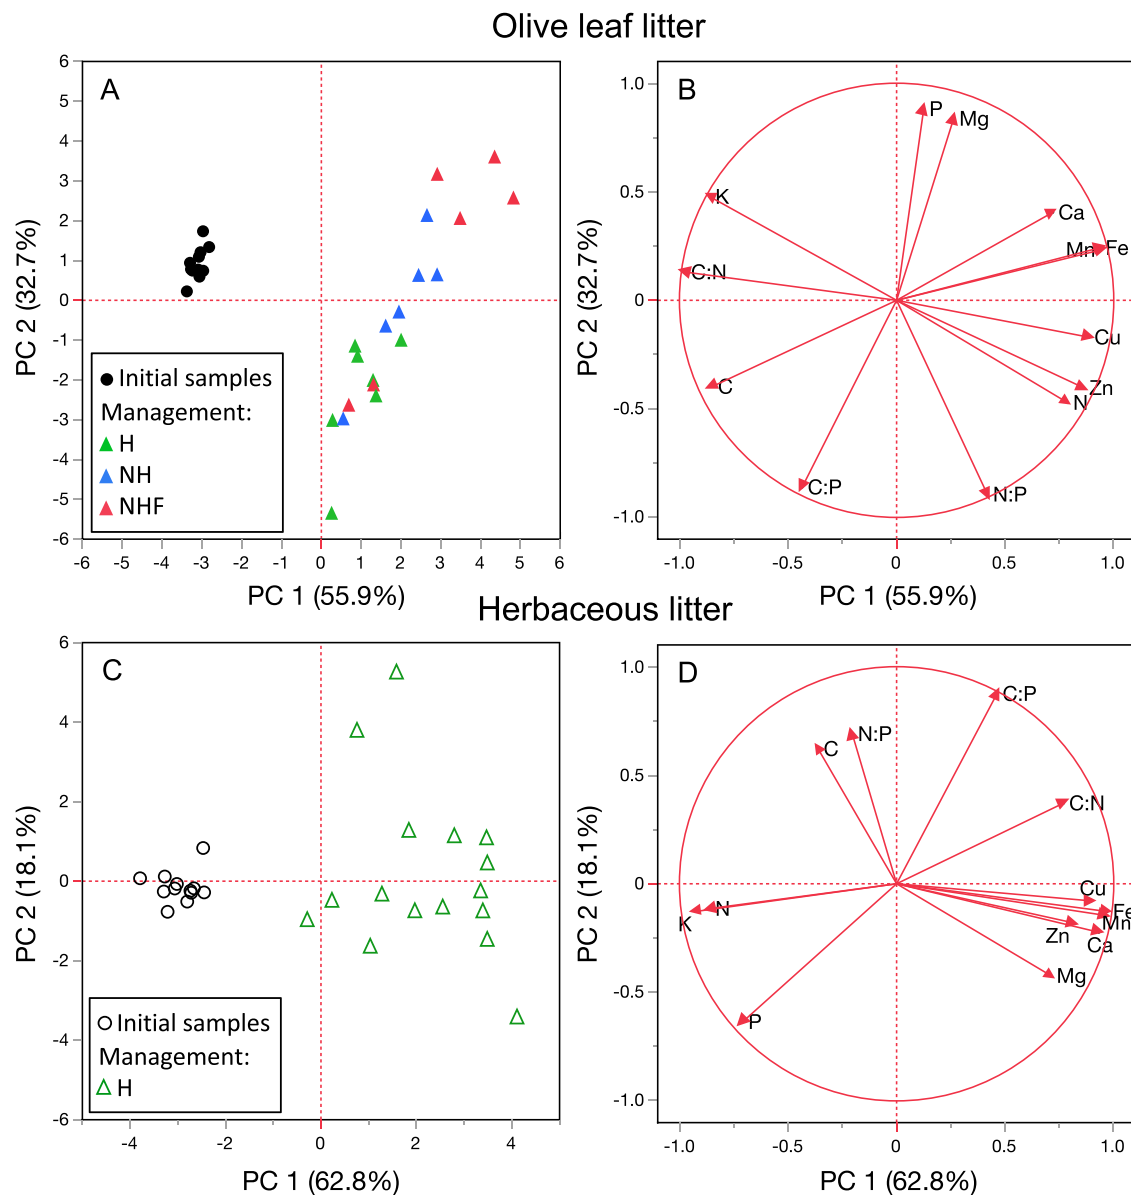 Olive leaf litter
A
6
5
4
3
2
1
0
-1
-2
-3
-4
-5
-6
PC 2 (32.7%)
Initial samples
Management:
H
NH
NHF
-6 -5 -4 -3 -2 -1 0 1 2 3 4 5 6
PC 1 (55.9%)
B
1.0
0.5
0
-0.5
-1.0
PC 2 (32.7%)
P
Mg
K
Ca
C:N
Mn
Fe
Cu
C
Zn
N
C:P
N:P
-1.0 -0.5 0 0.5 1.0
PC 1 (55.9%)
Herbaceous litter
C
6
4
2
0
-2
-4
-6
PC 2 (18.1%)
Initial samples
Management:
H
-4 -2 0 2 4
PC 1 (62.8%)
D
1.0
0.5
0
-0.5
-1.0
PC 2 (18.1%)
C:P
N:P
C
C:N
Cu
K
N
Fe
Mn
Zn
Ca
Mg
P
-1.0 -0.5 0 0.5 1.0
PC 1 (62.8%)